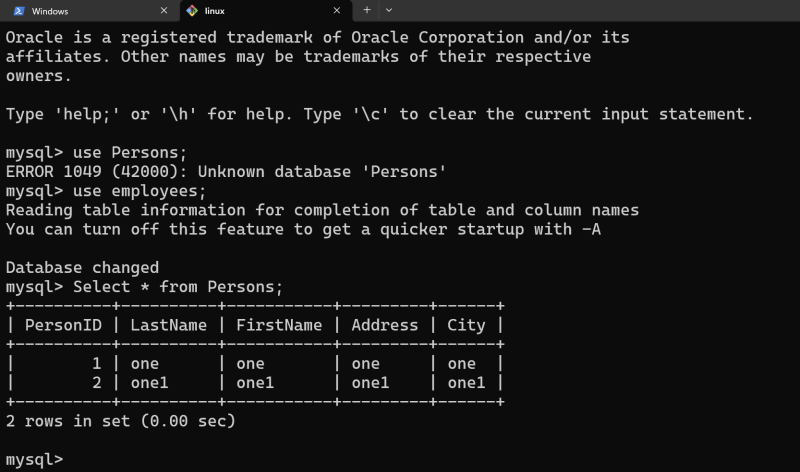 Windows
linux
Oracle is a registered trademark of Oracle Corporation and/or its
affiliates. Other names may be trademarks of their respective
owners.

Type 'help;' or '\h' for help. Type '\c' to clear the current input statement.

mysql> use Persons;
ERROR 1049 (42000): Unknown database 'Persons'
mysql> use employees;
Reading table information for completion of table and column names
You can turn off this feature to get a quicker startup with -A

Database changed
mysql> Select * from Persons;
+----------+----------+-----------+---------+------+
| PersonID | LastName | FirstName | Address | City |
+----------+----------+-----------+---------+------+
|        1 | one      | one       | one     | one  |
|        2 | one1     | one1      | one1    | one1 |
+----------+----------+-----------+---------+------+
2 rows in set (0.00 sec)

mysql>